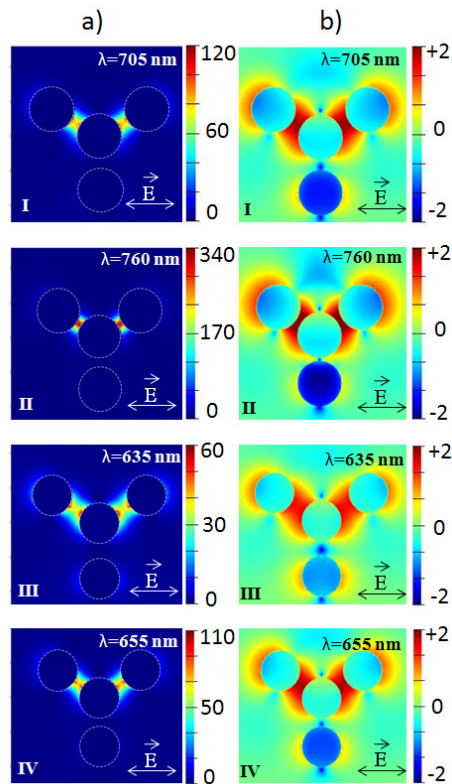 a) b)
λ=705 nm 120 λ=705 nm +2
60 0
I E 0 I E -2
λ=760 nm 340 λ=760 nm +2
170 0
II E 0 II E -2
λ=635 nm 60 λ=635 nm +2
30 0
III E 0 III E -2
λ=655 nm 110 λ=655 nm +2
50 0
IV E 0 IV E -2